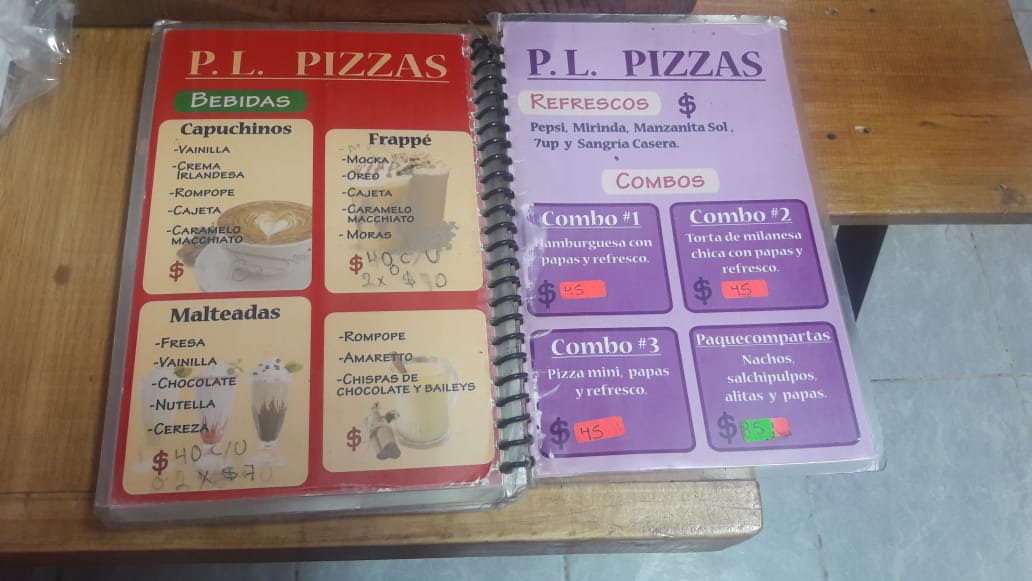 P. L. PIZZAS
BEBIDAS
Capuchinos
-VAINILLA
-CREMA
IRLANDESA
-ROMPOPE
-CAJETA
-CARAMELO
MACCHIATO
$
Frappé
-MOCKA
-OREO
-CAJETA
-CARAMELO
MACCHIATO
- MORAS
$ 40 C/U
2 x $ 0
Malteadas
-FRESA
-VAINILLA
-CHOCOLATE
-NUTELLA
-CEREZA
$ 40 C/U
2 x $ 70
-ROMPOPE
-AMARETTO
-CHISPAS DE
CHOCOLATE Y BAILEYS
$
P. L. PIZZAS
REFRESCOS $
Pepsi, Mirinda, Manzanita Sol,
7up y Sangria Casera.
COMBOS
Combo #1
Hamburguesa con
papas y refresco.
$ 45
Combo #2
Torta de milanesa
chica con papas y
refresco.
$ 45
Combo #3
Pizza mini, papas
y refresco.
$ 45
Paquecompartas
Nachos,
salchipulpos,
alitas y papas.
$